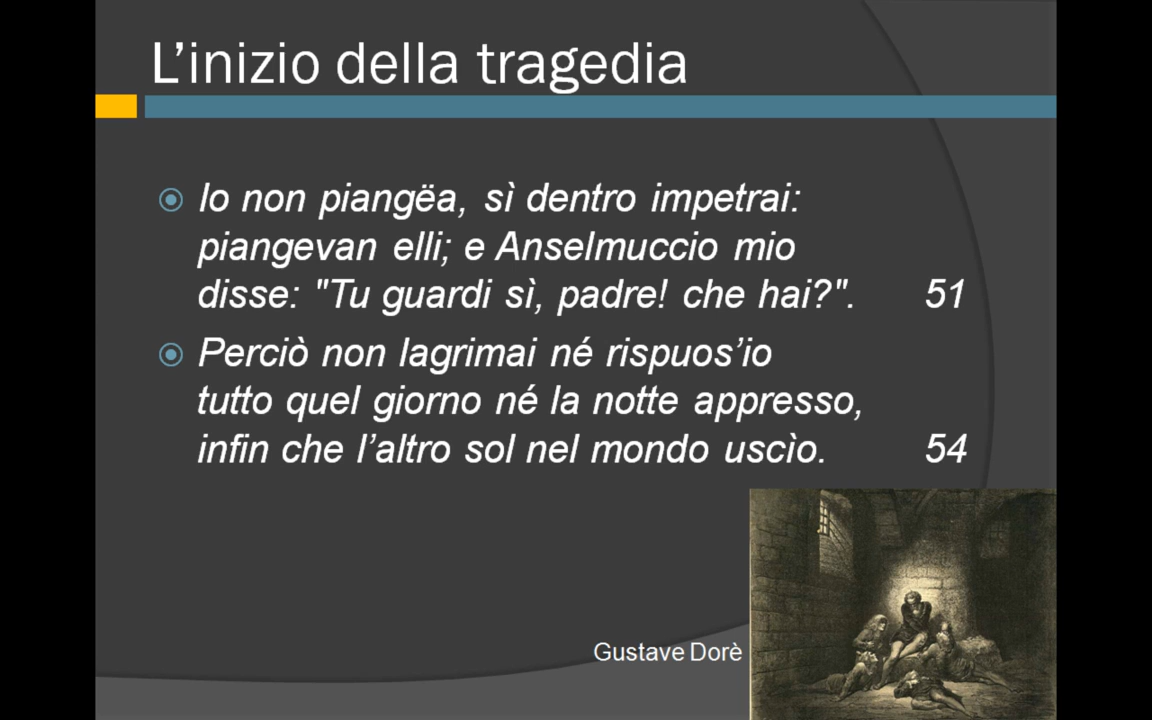 L’inizio della tragedia
Io non piangëa, sì dentro impetrai:
piangevan elli; e Anselmuccio mio
disse: "Tu guardi sì, padre! che hai?". 51
Perciò non lagrimai né rispuos’io
tutto quel giorno né la notte appresso,
infin che l’altro sol nel mondo uscìo. 54
Gustave Dorè